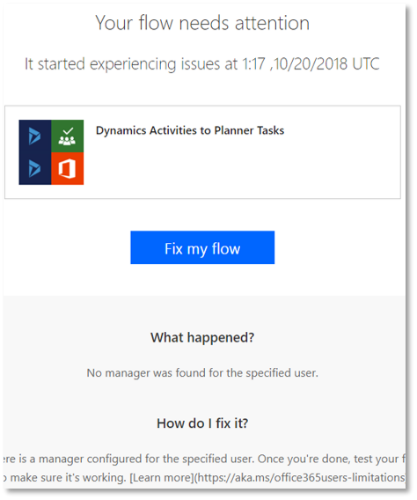 Your flow needs attention
It started experiencing issues at 1:17 ,10/20/2018 UTC
Dynamics Activities to Planner Tasks
Fix my flow
What happened?
No manager was found for the specified user.
How do I fix it?
ere is a manager configured for the specified user. Once you're done, test your f
o make sure it's working. [Learn more](https://aka.ms/office365users-limitations